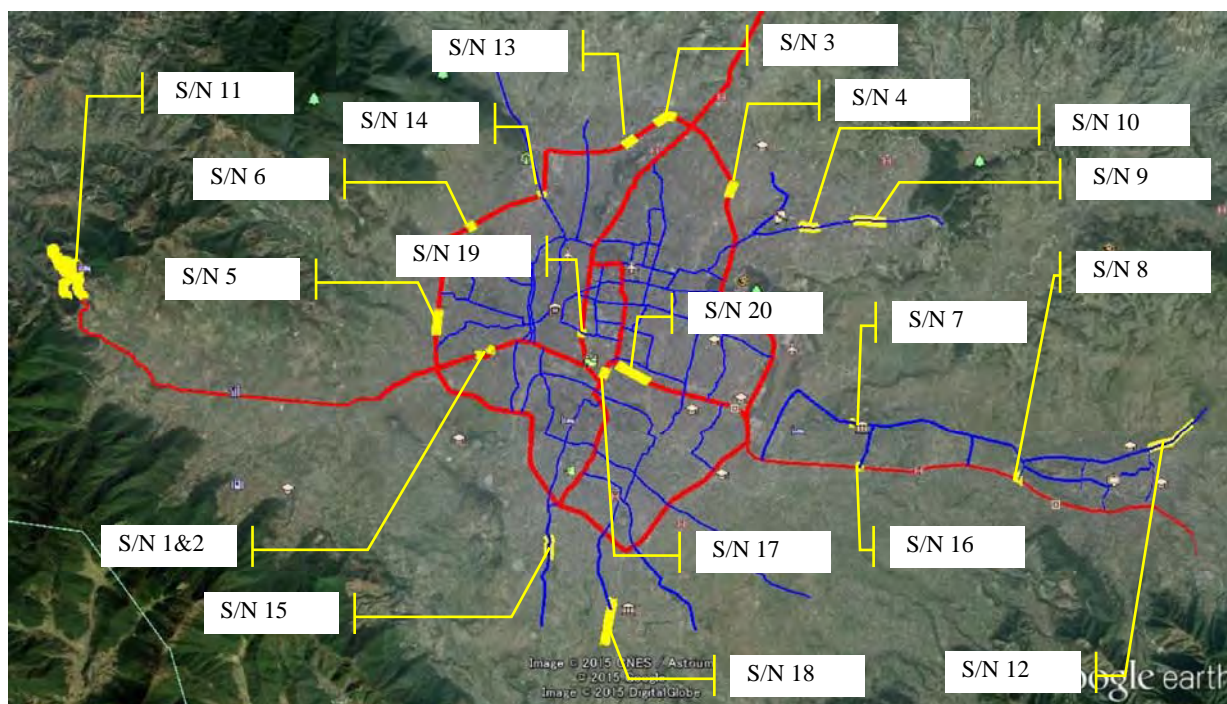 S/N 13
S/N 3
S/N 11
S/N 4
S/N 14
S/N 10
S/N 6
S/N 9
S/N 19
S/N 5
S/N 8
S/N 20
S/N 7
S/N 1&2
S/N 17
S/N 16
S/N 15
S/N 18
S/N 12
Image © 2015 CNES / Astrium
© 2015 Google
Image © 2015 DigitalGlobe
ogle earth